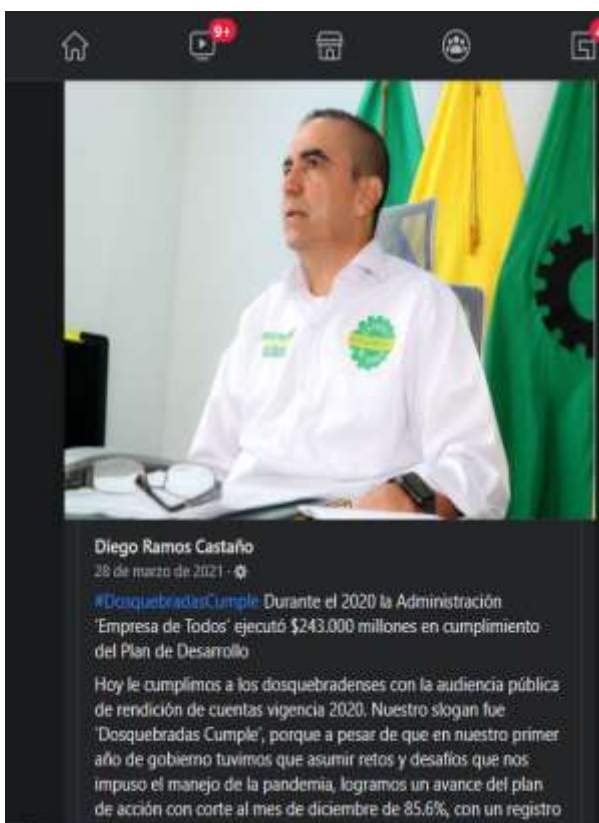 9+
Diego Ramos Castaño
28 de marzo de 2021 ·
#DosquebradasCumple Durante el 2020 la Administración
'Empresa de Todos' ejecutó $243.000 millones en cumplimiento
del Plan de Desarrollo
Hoy le cumplimos a los dosquebradenses con la audiencia pública
de rendición de cuentas vigencia 2020. Nuestro slogan fue
'Dosquebradas Cumple', porque a pesar de que en nuestro primer
año de gobierno tuvimos que asumir retos y desafíos que nos
impuso el manejo de la pandemia, logramos un avance del plan
de acción con corte al mes de diciembre de 85.6%, con un registro